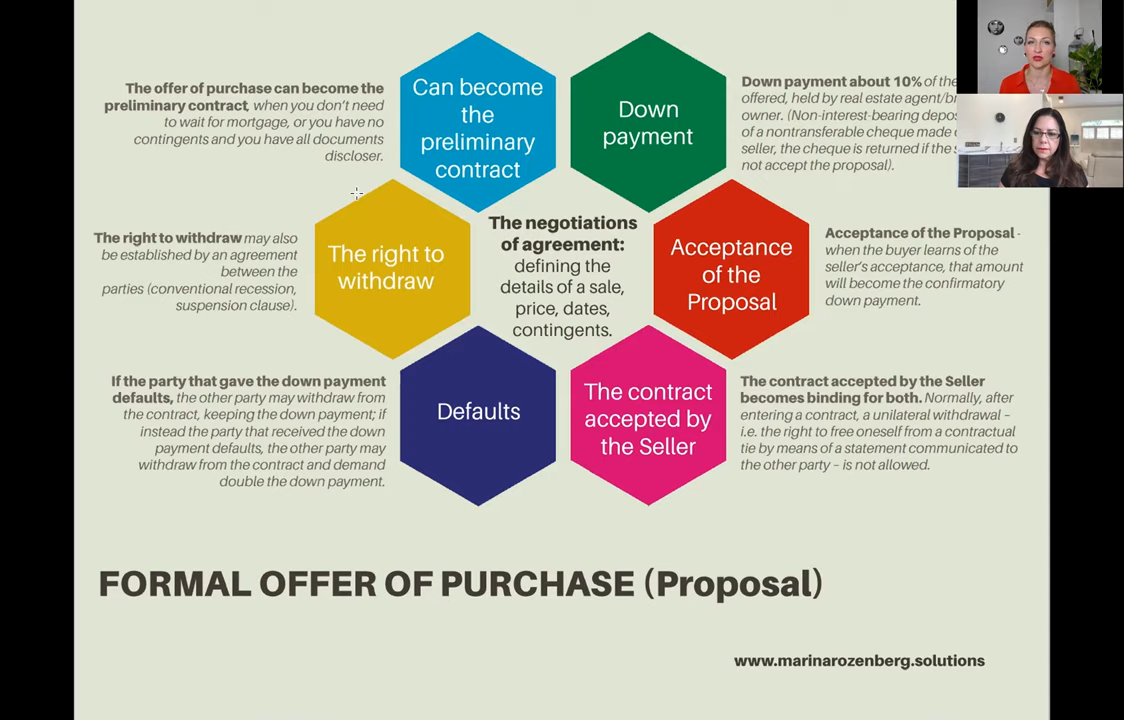 The offer of purchase can become the
preliminary contract, when you don't need
to wait for mortgage, or you have no
contingents and you have all documents
discloser.
Can become
the
preliminary
contract
Down
payment
Down payment about 10% of the
offered, held by real estate agent/br
owner. (Non-interest-bearing depos
of a nontransferable cheque made
seller, the cheque is returned if the s
not accept the proposal).
The right to withdraw may also
be established by an agreement
between the
parties (conventional recession,
suspension clause).
The right to
withdraw
The negotiations
of agreement:
defining the
details of a sale,
price, dates,
contingents.
Acceptance
of the
Proposal
Acceptance of the Proposal -
when the buyer learns of the
seller's acceptance, that amount
will become the confirmatory
down payment.
If the party that gave the down payment
defaults, the other party may withdraw from
the contract, keeping the down payment; if
instead the party that received the down
payment defaults, the other party may
withdraw from the contract and demand
double the down payment.
Defaults
The contract
accepted by
the Seller
The contract accepted by the Seller
becomes binding for both. Normally, after
entering a contract, a unilateral withdrawal –
i.e. the right to free oneself from a contractual
tie by means of a statement communicated to
the other party – is not allowed.
FORMAL OFFER OF PURCHASE (Proposal)
www.marinarozenberg.solutions